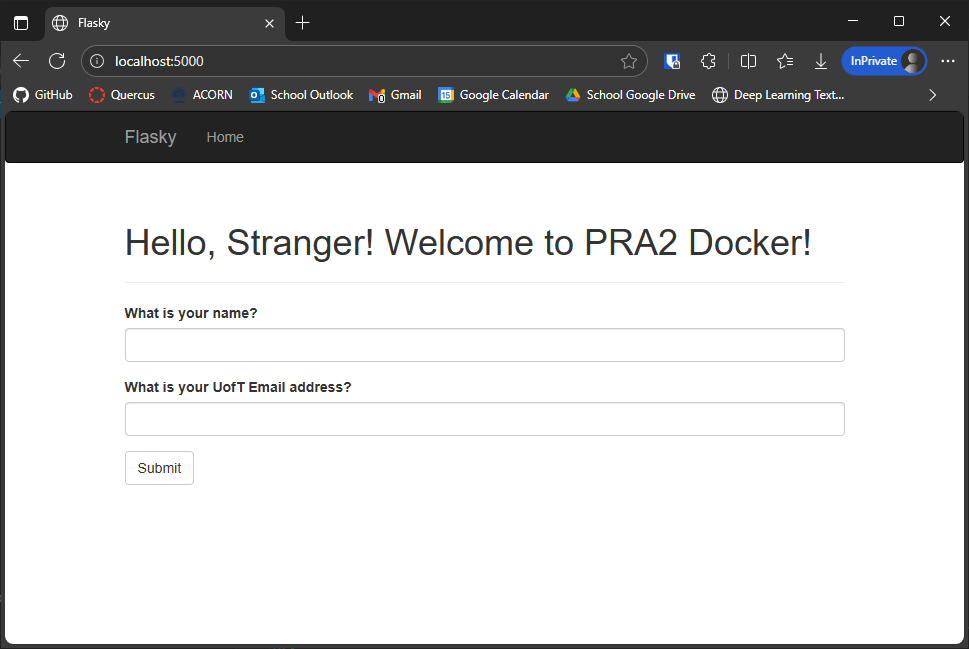 Flasky
localhost:5000
InPrivate
GitHub Quercus ACORN School Outlook Gmail 15 Google Calendar School Google Drive Deep Learning Text...
Flasky Home
Hello, Stranger! Welcome to PRA2 Docker!
What is your name?
What is your UofT Email address?
Submit